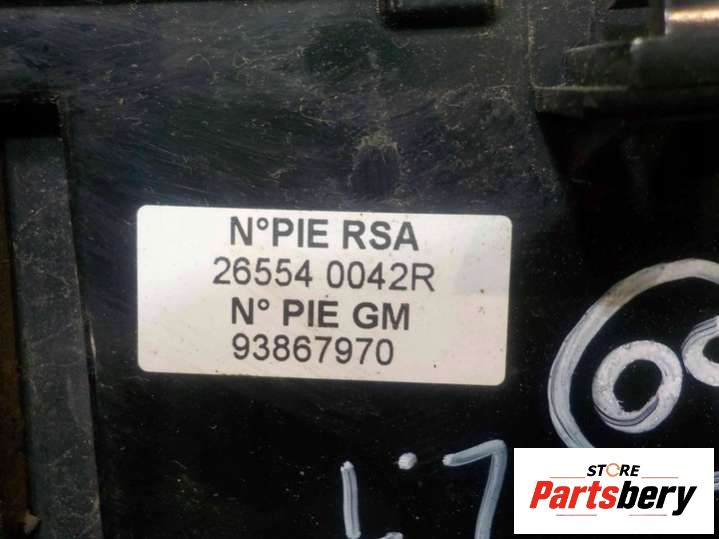 N°PIE RSA
26554 0042R
N° PIE GM
93867970
STORE
Partsbery